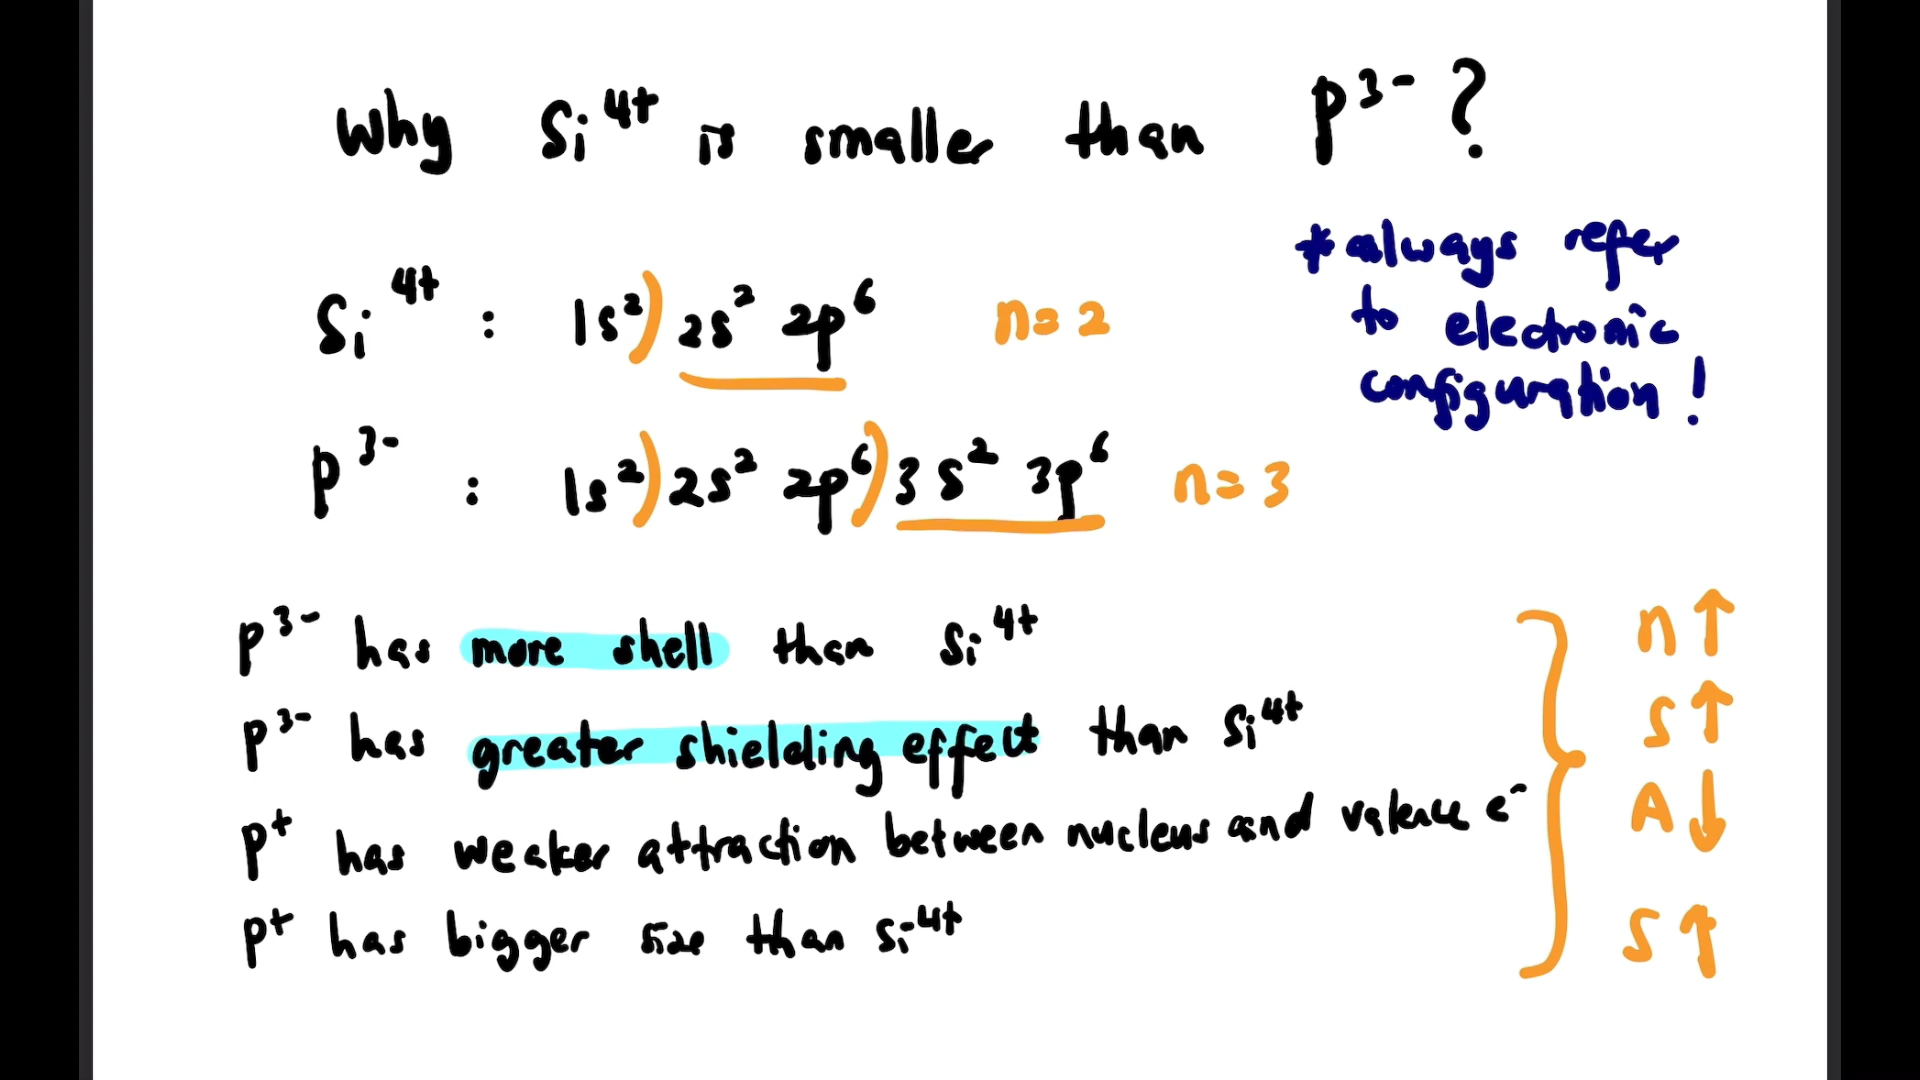 Why Si⁴⁺ is smaller than P³⁻?
*always refer
to electronic
configuration!
Si⁴⁺ : 1s²) 2s² 2p⁶ n=2
P³⁻ : 1s²) 2s² 2p⁶) 3s² 3p⁶ n=3
P³⁻ has more shell than Si⁴⁺
P³⁻ has greater shielding effect than Si⁴⁺
P⁺ has weaker attraction between nucleus and valence e⁻
P⁺ has bigger size than Si⁴⁺
n↑
S↑
A↓
S↑